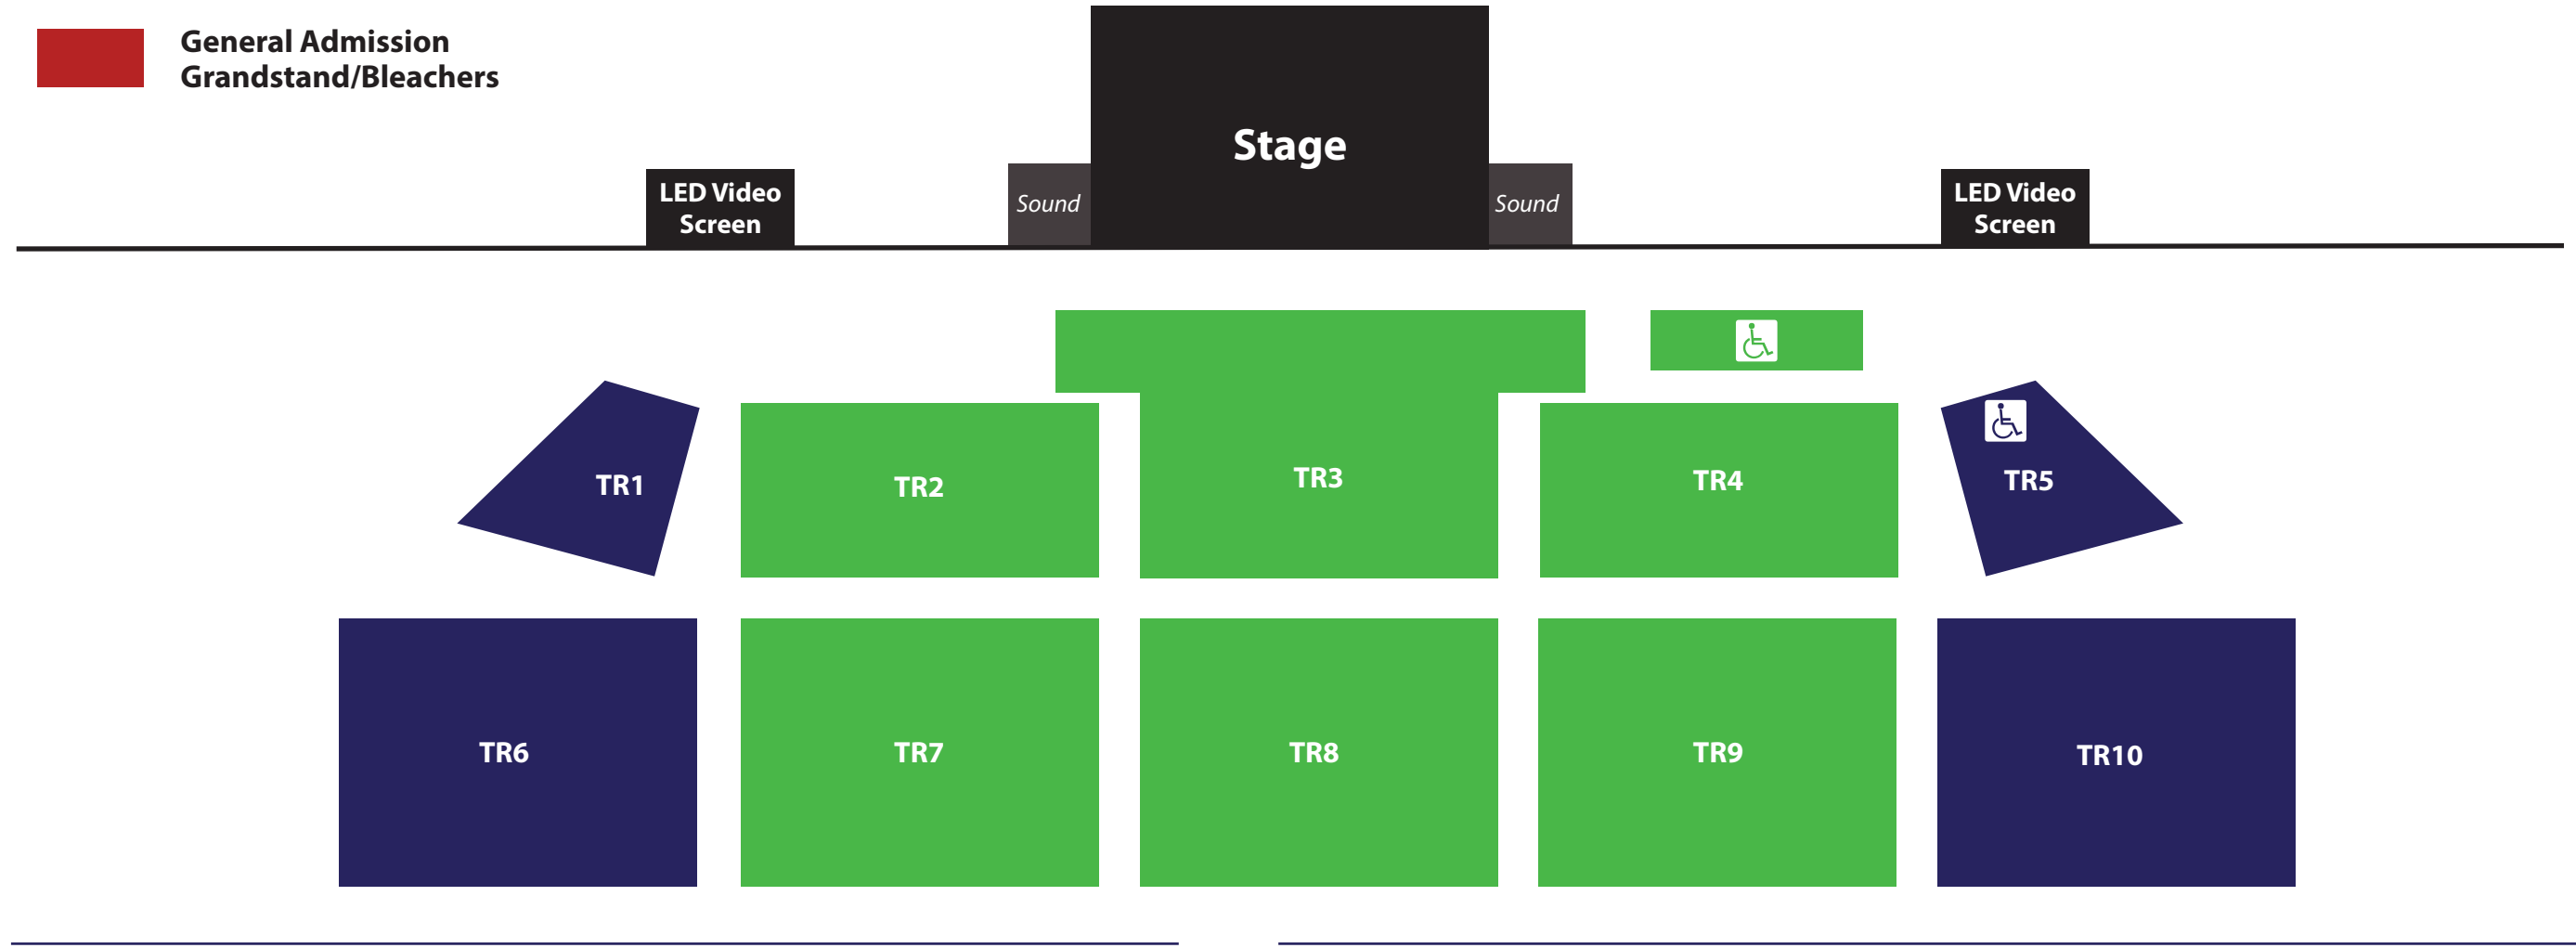 General Admission
Grandstand/Bleachers
Stage
LED Video
Screen
Sound
Sound
LED Video
Screen
TR1
TR2
TR3
TR4
TR5
TR6
TR7
TR8
TR9
TR10